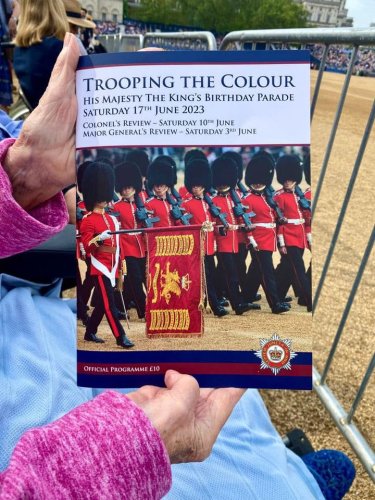 TROOPING THE COLOUR
HIS MAJESTY THE KING'S BIRTHDAY PARADE
SATURDAY 17TH JUNE 2023
COLONEL'S REVIEW – SATURDAY 10TH JUNE
MAJOR GENERAL'S REVIEW – SATURDAY 3RD JUNE
OFFICIAL PROGRAMME £10